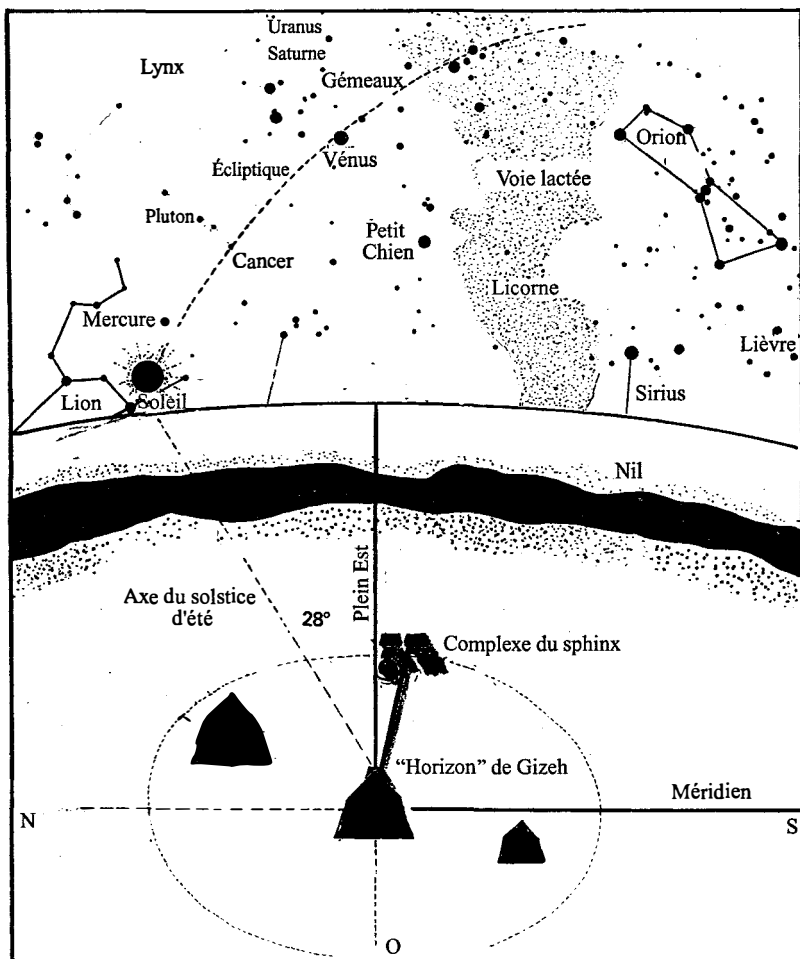 Uranus
Saturne
Lynx
Gémeaux
Orion
Écliptique
Vénus
Voie lactée
Pluton
Petit
Chien
Cancer
Licorne
Mercure
Lièvre
Lion
Soleil
Sirius
Nil
Plein Est
Axe du solstice
d'été
28°
Complexe du sphinx
"Horizon" de Gizeh
Méridien
N
S
O